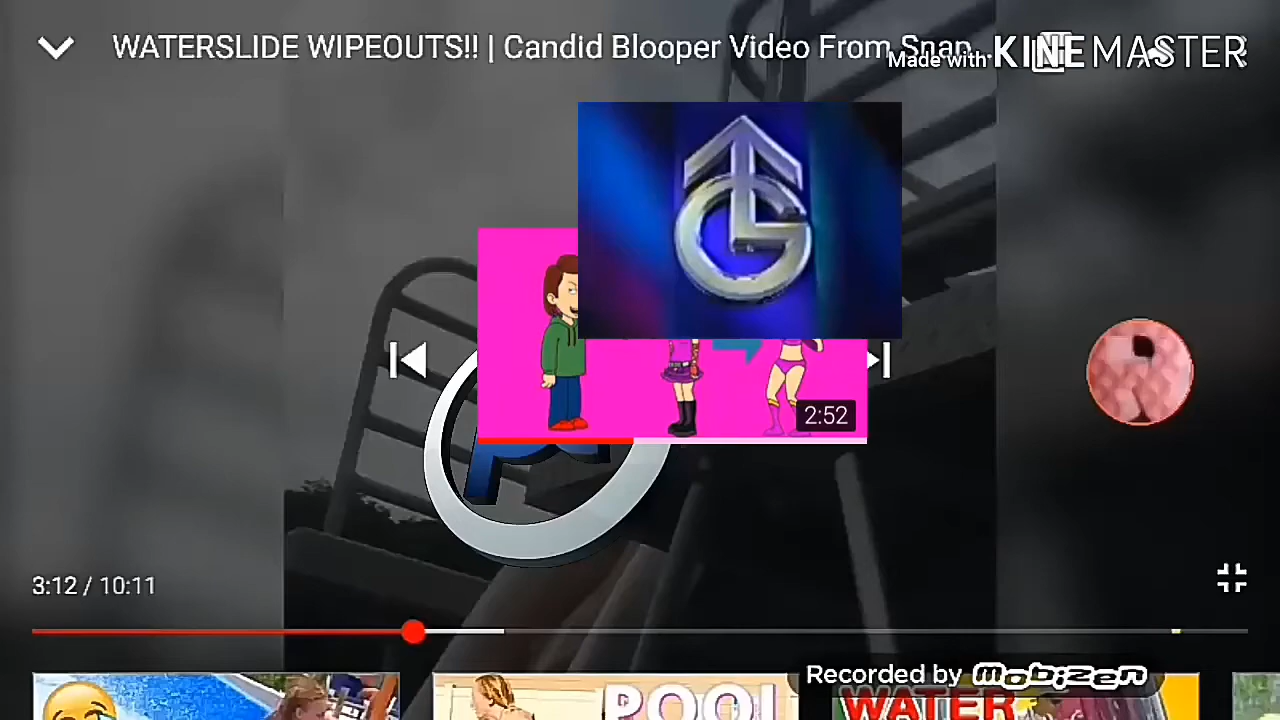 WATERSLIDE WIPEOUTS!! | Candid Blooper Video From Snap...
Made with KINEMASTER
2:52
3:12 / 10:11
Recorded by mobizen
POOL
WATER